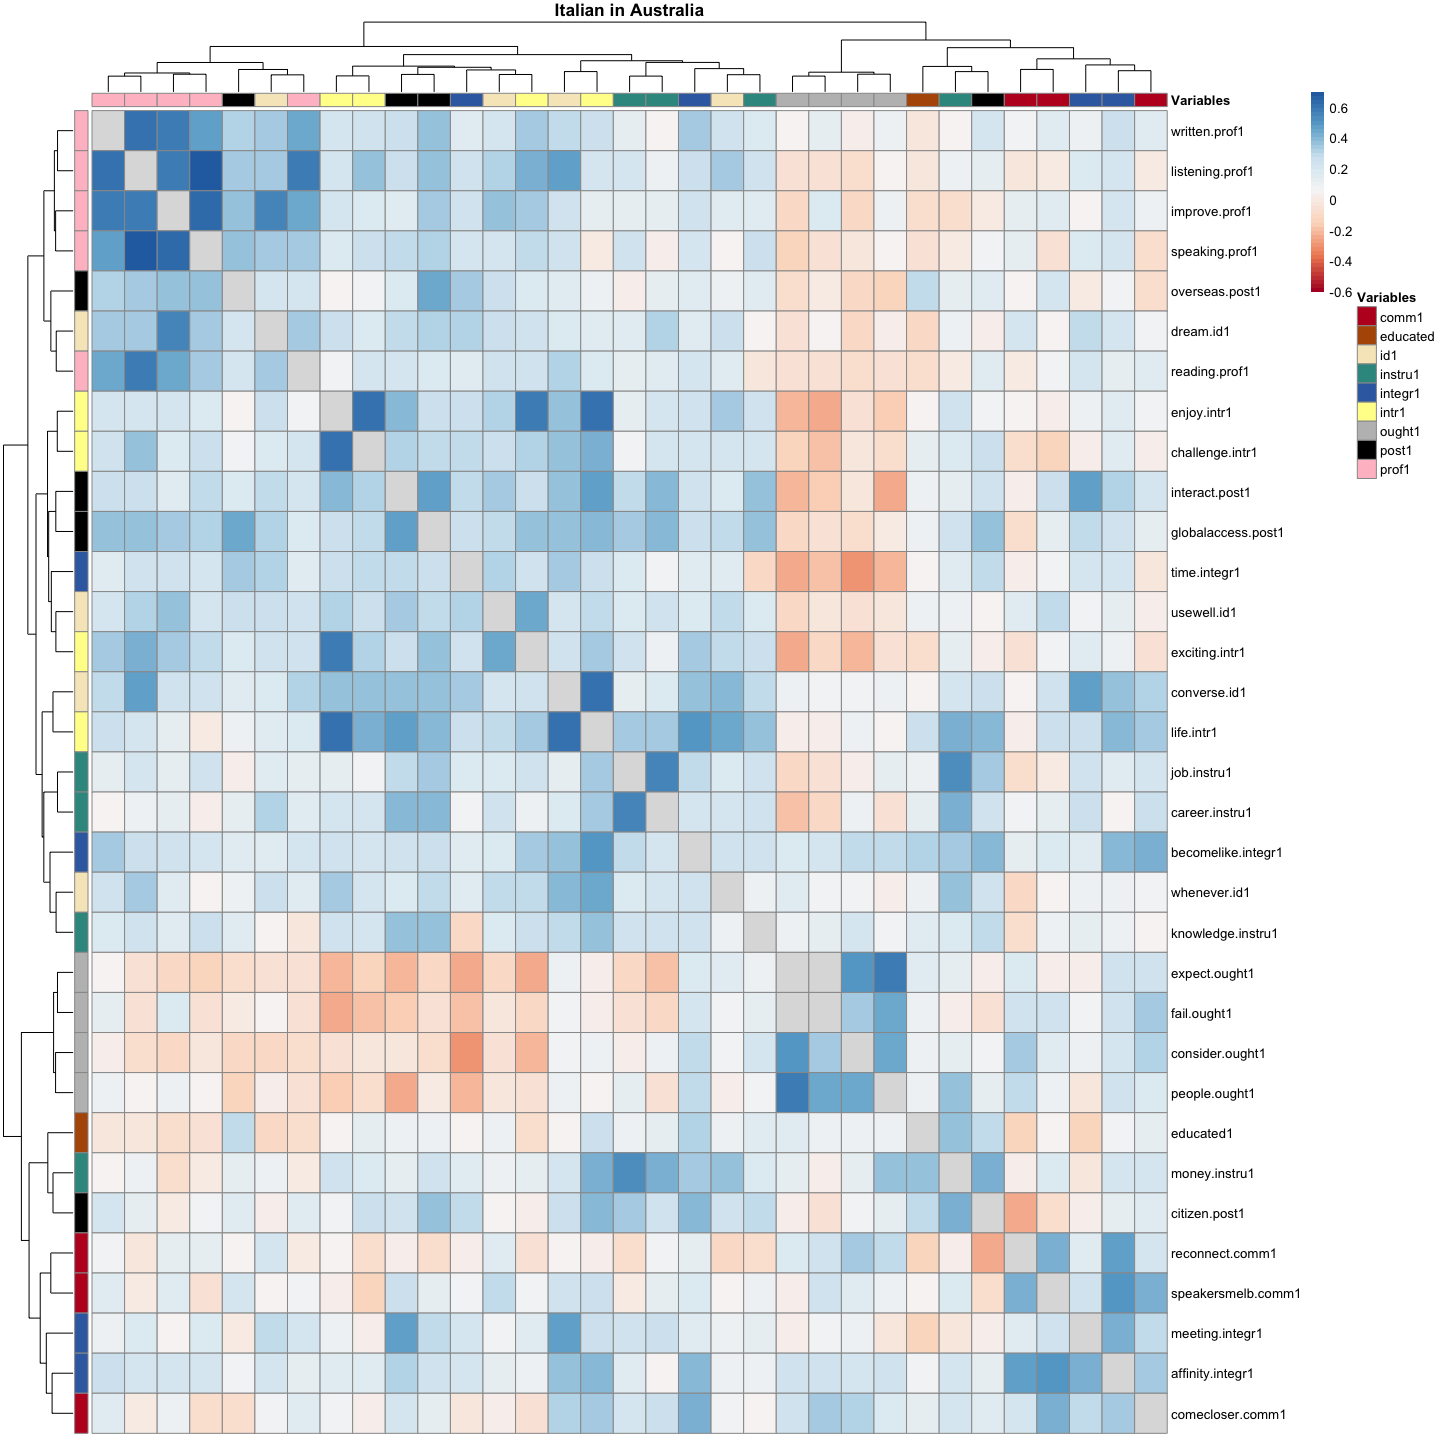 Italian in Australia
Variables
written.prof1
listening.prof1
improve.prof1
speaking.prof1
overseas.post1
dream.id1
reading.prof1
enjoy.intr1
challenge.intr1
interact.post1
globalaccess.post1
time.integr1
usewell.id1
exciting.intr1
converse.id1
life.intr1
job.instru1
career.instru1
becomelike.integr1
whenever.id1
knowledge.instru1
expect.ought1
fail.ought1
consider.ought1
people.ought1
educated1
money.instru1
citizen.post1
reconnect.comm1
speakersmelb.comm1
meeting.integr1
affinity.integr1
comecloser.comm1
0.6
0.4
0.2
0
-0.2
-0.4
-0.6
Variables
comm1
educated
id1
instru1
integr1
intr1
ought1
post1
prof1